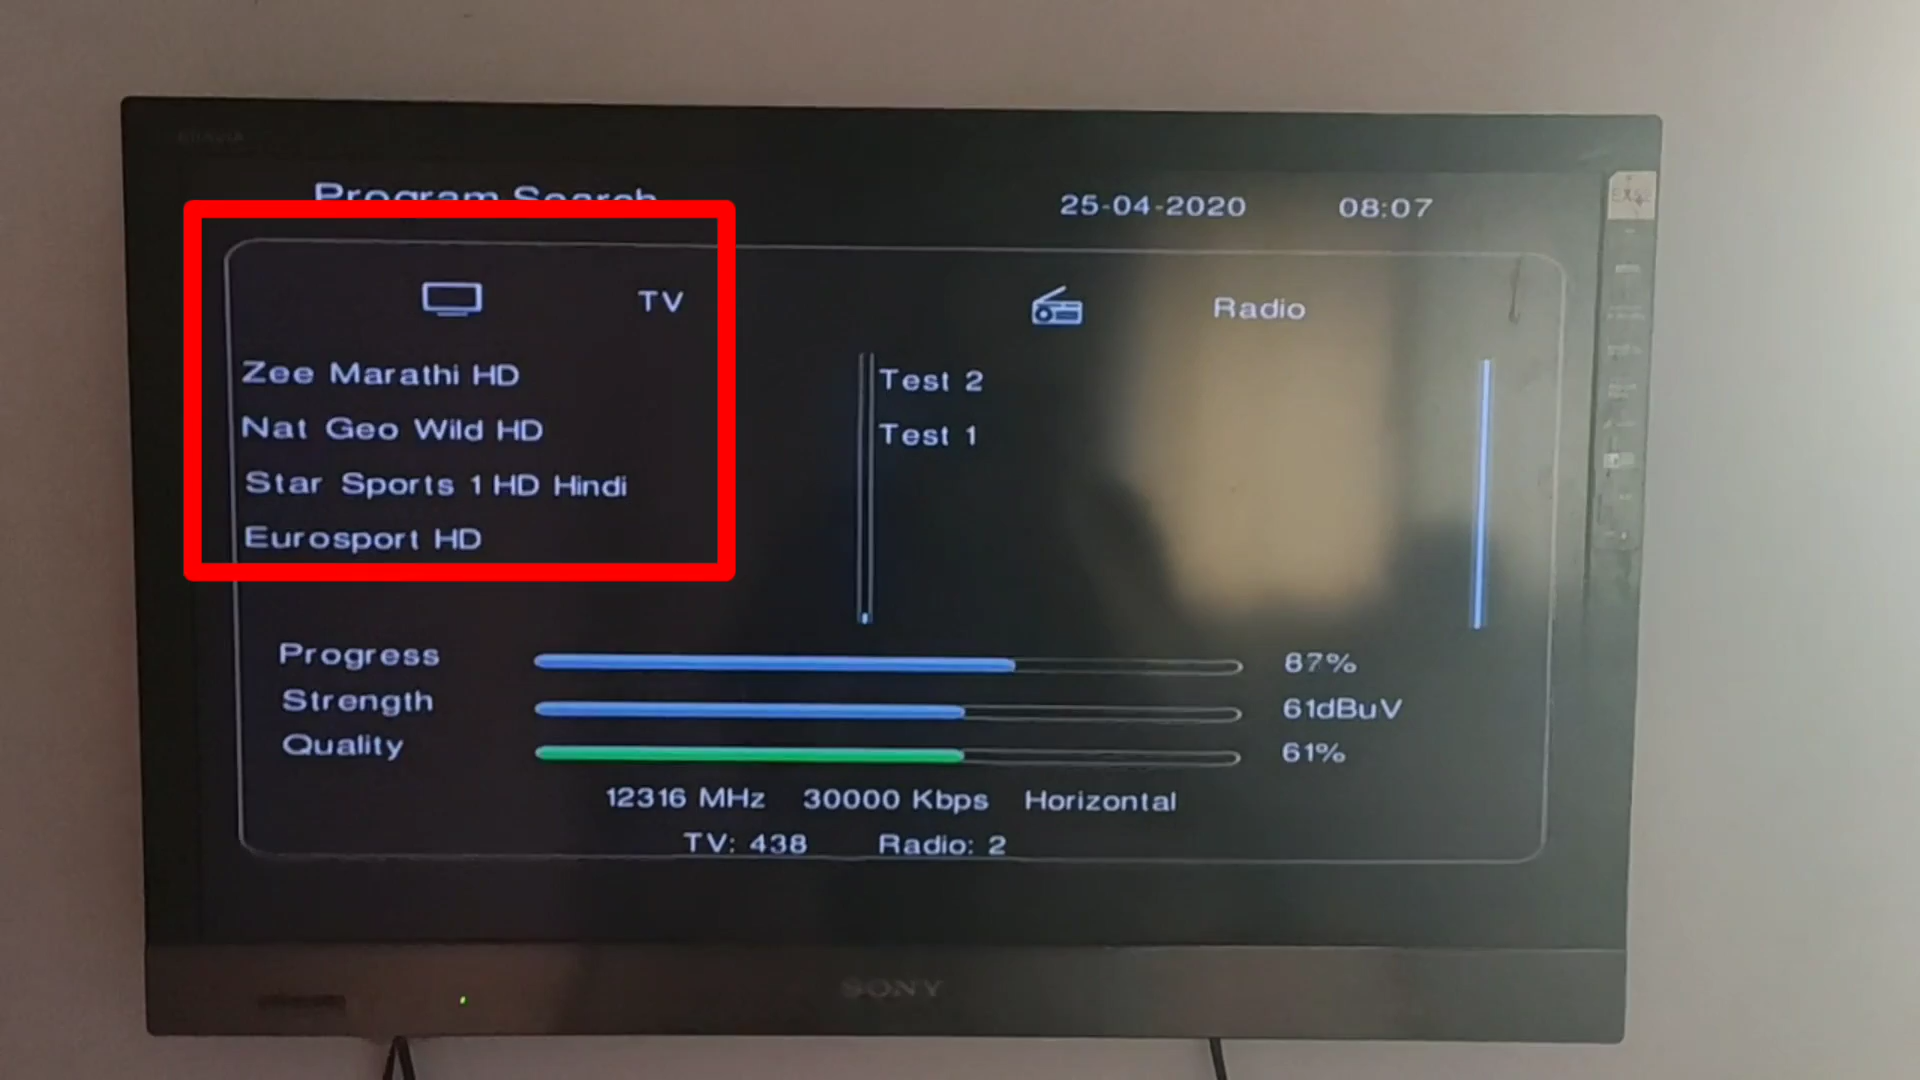 BRAVIA
Program Search
25-04-2020 08:07
TV
Radio
Zee Marathi HD
Nat Geo Wild HD
Star Sports 1 HD Hindi
Eurosport HD
Test 2
Test 1
Progress 87%
Strength 61dBuV
Quality 61%
12316 MHz 30000 Kbps Horizontal
TV: 438 Radio: 2
SONY